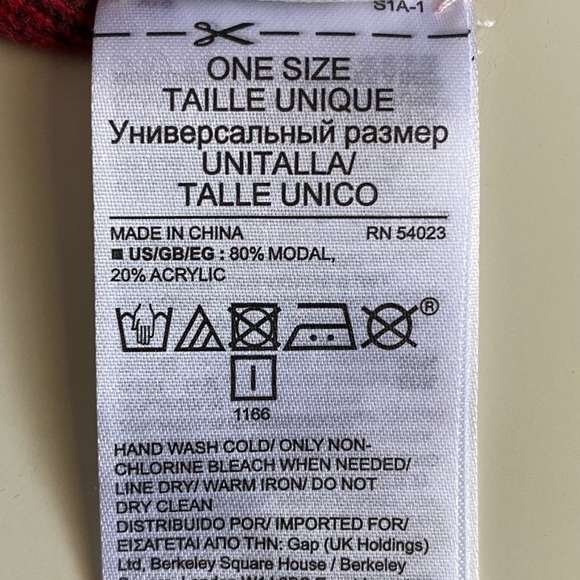 S1A-1
ONE SIZE
TAILLE UNIQUE
Универсальный размер
UNITALLA/
TALLE UNICO
MADE IN CHINA RN 54023
US/GB/EG : 80% MODAL,
20% ACRYLIC
®
1166
HAND WASH COLD/ ONLY NON-
CHLORINE BLEACH WHEN NEEDED/
LINE DRY/ WARM IRON/ DO NOT
DRY CLEAN
DISTRIBUIDO POR/ IMPORTED FOR/
ΕΙΣΑΓΕΤΑΙ ΑΠΟ ΤΗΝ: Gap (UK Holdings)
Ltd, Berkeley Square House / Berkeley